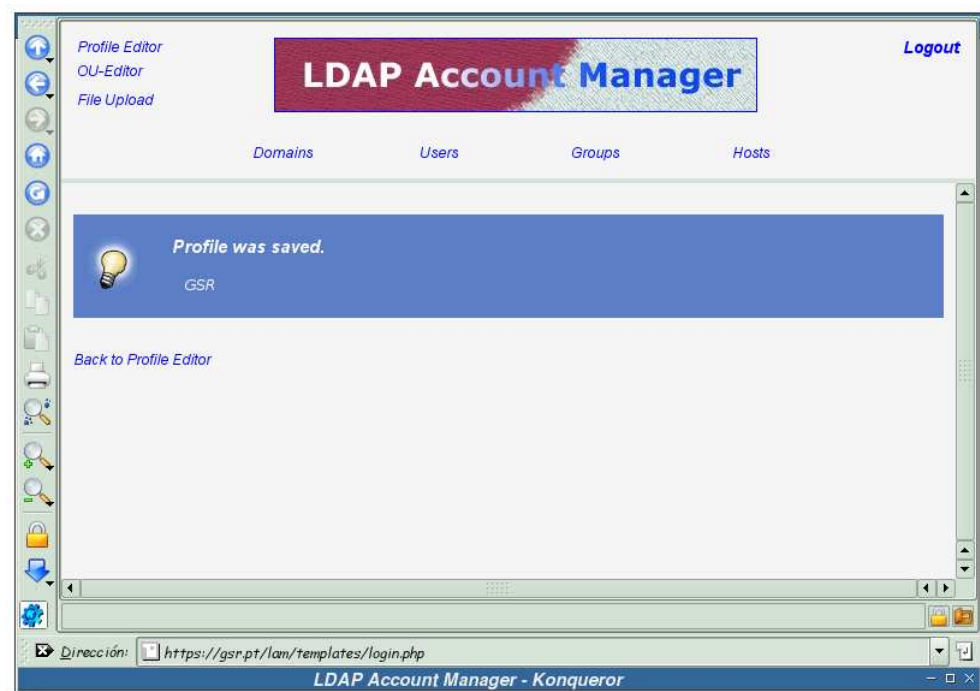 Profile Editor
OU-Editor
File Upload
LDAP Account Manager
Logout
Domains Users Groups Hosts
Profile was saved.
GSR
Back to Profile Editor
Dirección: https://gsr.pt/lam/templates/login.php
LDAP Account Manager - Konqueror